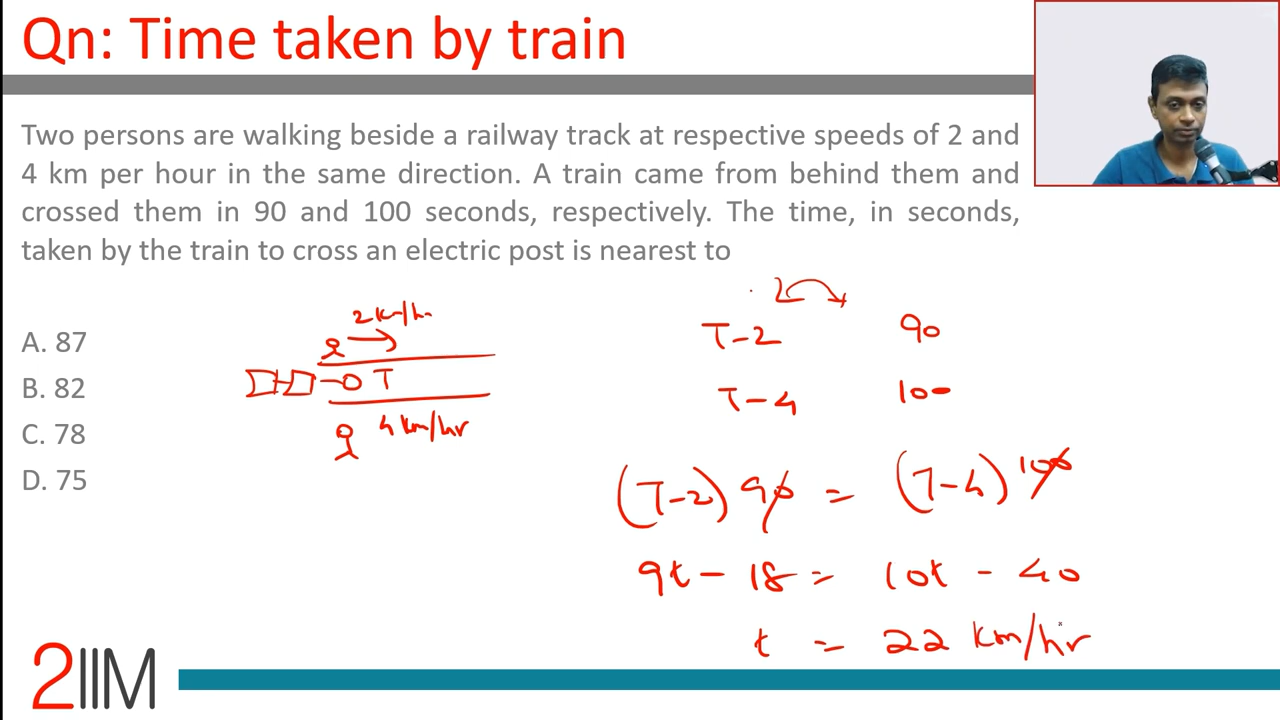 Qn: Time taken by train
Two persons are walking beside a railway track at respective speeds of 2 and
4 km per hour in the same direction. A train came from behind them and
crossed them in 90 and 100 seconds, respectively. The time, in seconds,
taken by the train to cross an electric post is nearest to
A. 87
B. 82
C. 78
D. 75
2 km/hr
T
4 km/hr
T-2 90
T-4 100
(T-2) 90 = (T-4) 100
9t - 18 = 10t - 40
t = 22 km/hr
2IIM